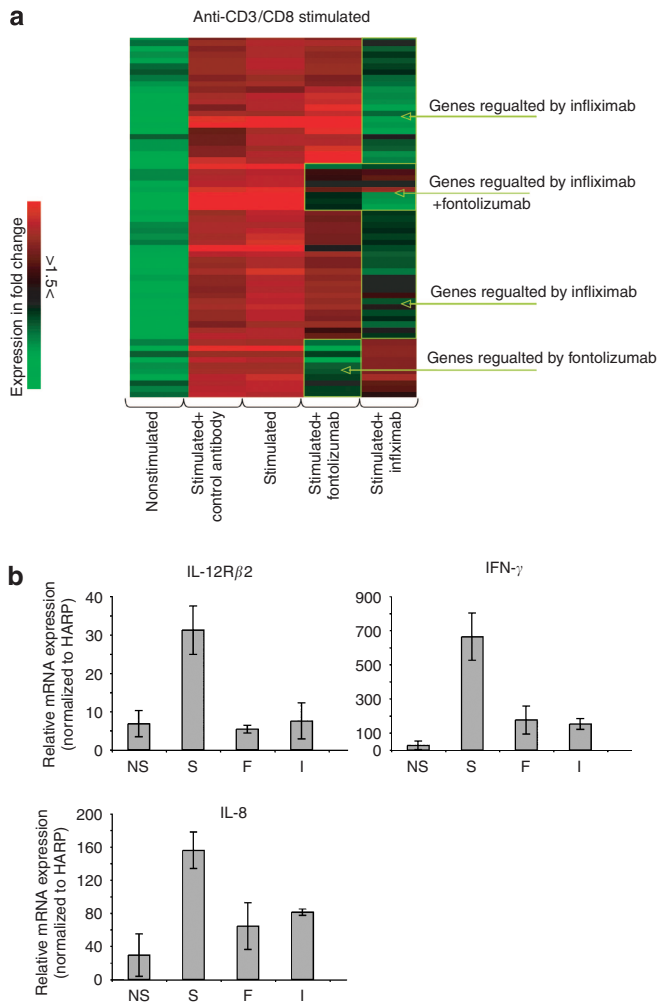 a
Anti-CD3/CD8 stimulated
Genes regualted by infliximab
Genes regualted by infliximab
+fontolizumab
Genes regualted by infliximab
Genes regualted by fontolizumab
Expression in fold change
>1.5<
Nonstimulated
Stimulated+
control antibody
Stimulated
Stimulated+
fontolizumab
Stimulated+
inflximab
b
IL-12Rβ2
Relative mRNA expression
(normalized to HARP)
40
30
20
10
0
NS S F I
IFN-γ
900
700
500
300
100
NS S F I
IL-8
Relative mRNA expression
(normalized to HARP)
200
160
120
80
40
0
NS S F I